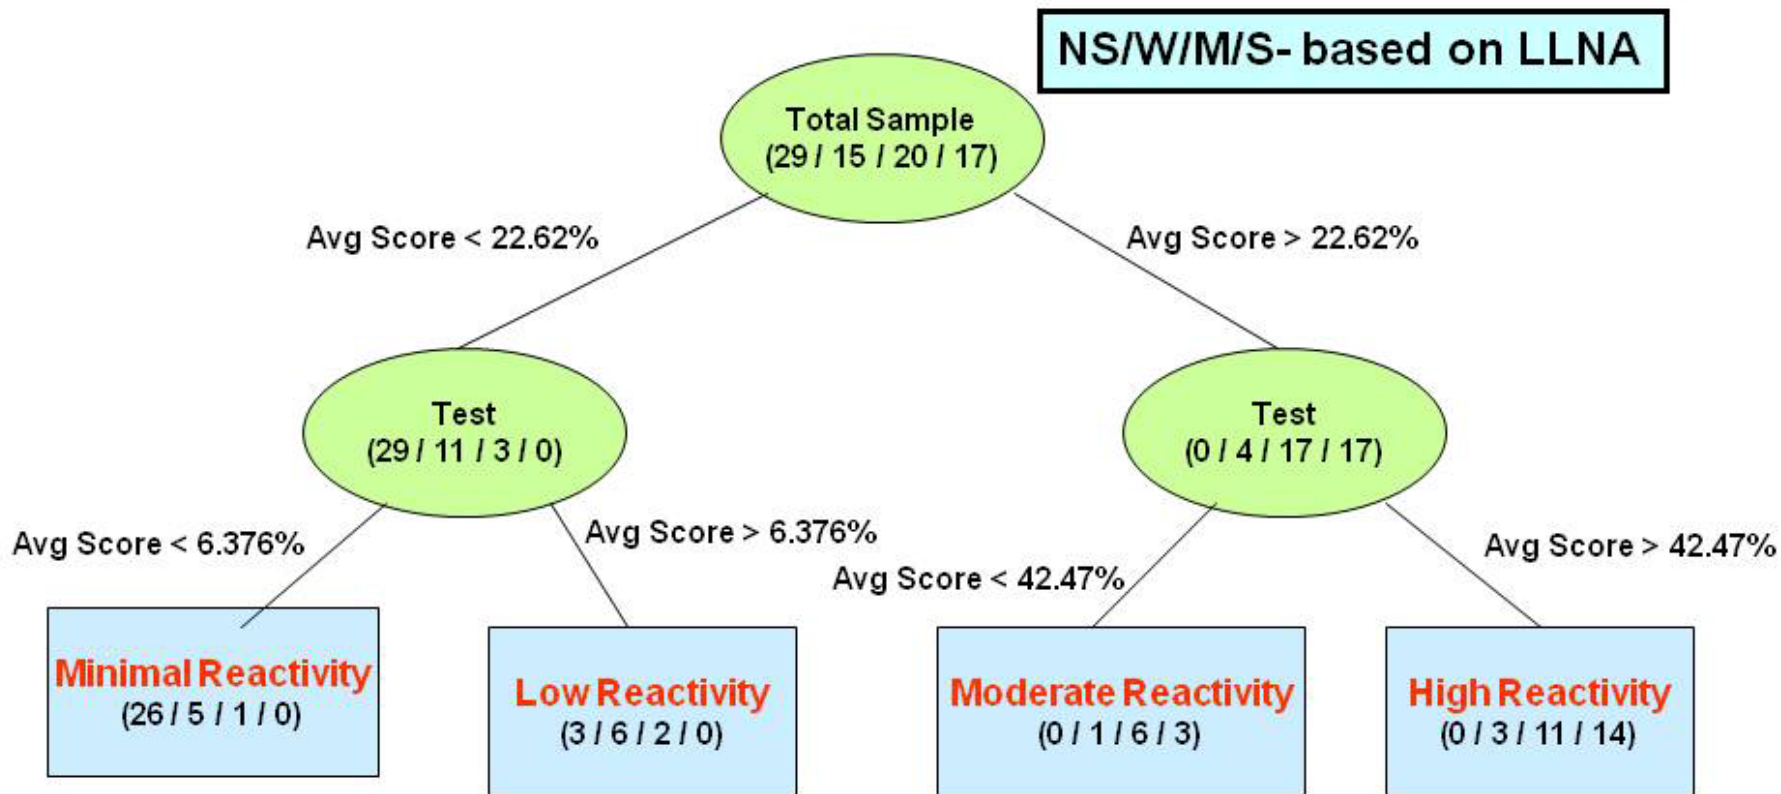 NS/W/M/S- based on LLNA
Total Sample
(29 / 15 / 20 / 17)
Avg Score < 22.62%
Avg Score > 22.62%
Test
(29 / 11 / 3 / 0)
Test
(0 / 4 / 17 / 17)
Avg Score < 6.376%
Avg Score > 6.376%
Avg Score < 42.47%
Avg Score > 42.47%
Minimal Reactivity
(26 / 5 / 1 / 0)
Low Reactivity
(3 / 6 / 2 / 0)
Moderate Reactivity
(0 / 1 / 6 / 3)
High Reactivity
(0 / 3 / 11 / 14)